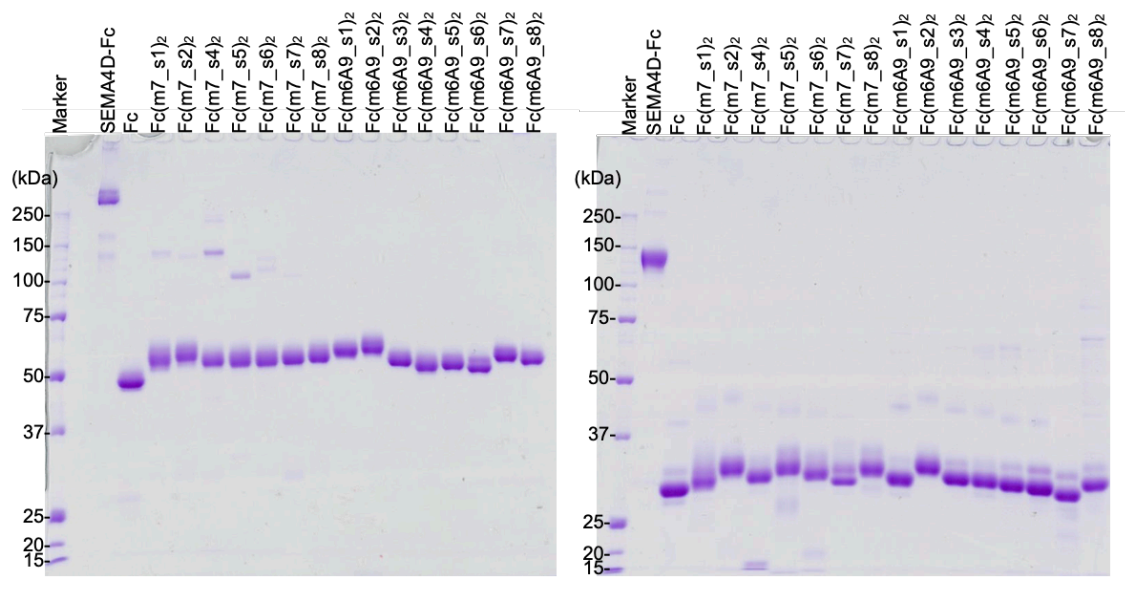 Marker
SEMA4D-Fc
Fc
Fc(m7_s1)₂
Fc(m7_s2)₂
Fc(m7_s4)₂
Fc(m7_s5)₂
Fc(m7_s6)₂
Fc(m7_s7)₂
Fc(m7_s8)₂
Fc(m6A9_s1)₂
Fc(m6A9_s2)₂
Fc(m6A9_s3)₂
Fc(m6A9_s4)₂
Fc(m6A9_s5)₂
Fc(m6A9_s6)₂
Fc(m6A9_s7)₂
Fc(m6A9_s8)₂
(kDa)
250-
150-
100-
75-
50-
37-
25-
20-
15-
Marker
SEMA4D-Fc
Fc
Fc(m7_s1)₂
Fc(m7_s2)₂
Fc(m7_s4)₂
Fc(m7_s5)₂
Fc(m7_s6)₂
Fc(m7_s7)₂
Fc(m7_s8)₂
Fc(m6A9_s1)₂
Fc(m6A9_s2)₂
Fc(m6A9_s3)₂
Fc(m6A9_s4)₂
Fc(m6A9_s5)₂
Fc(m6A9_s6)₂
Fc(m6A9_s7)₂
Fc(m6A9_s8)₂
(kDa)
250-
150-
100-
75-
50-
37-
25-
20-
15-